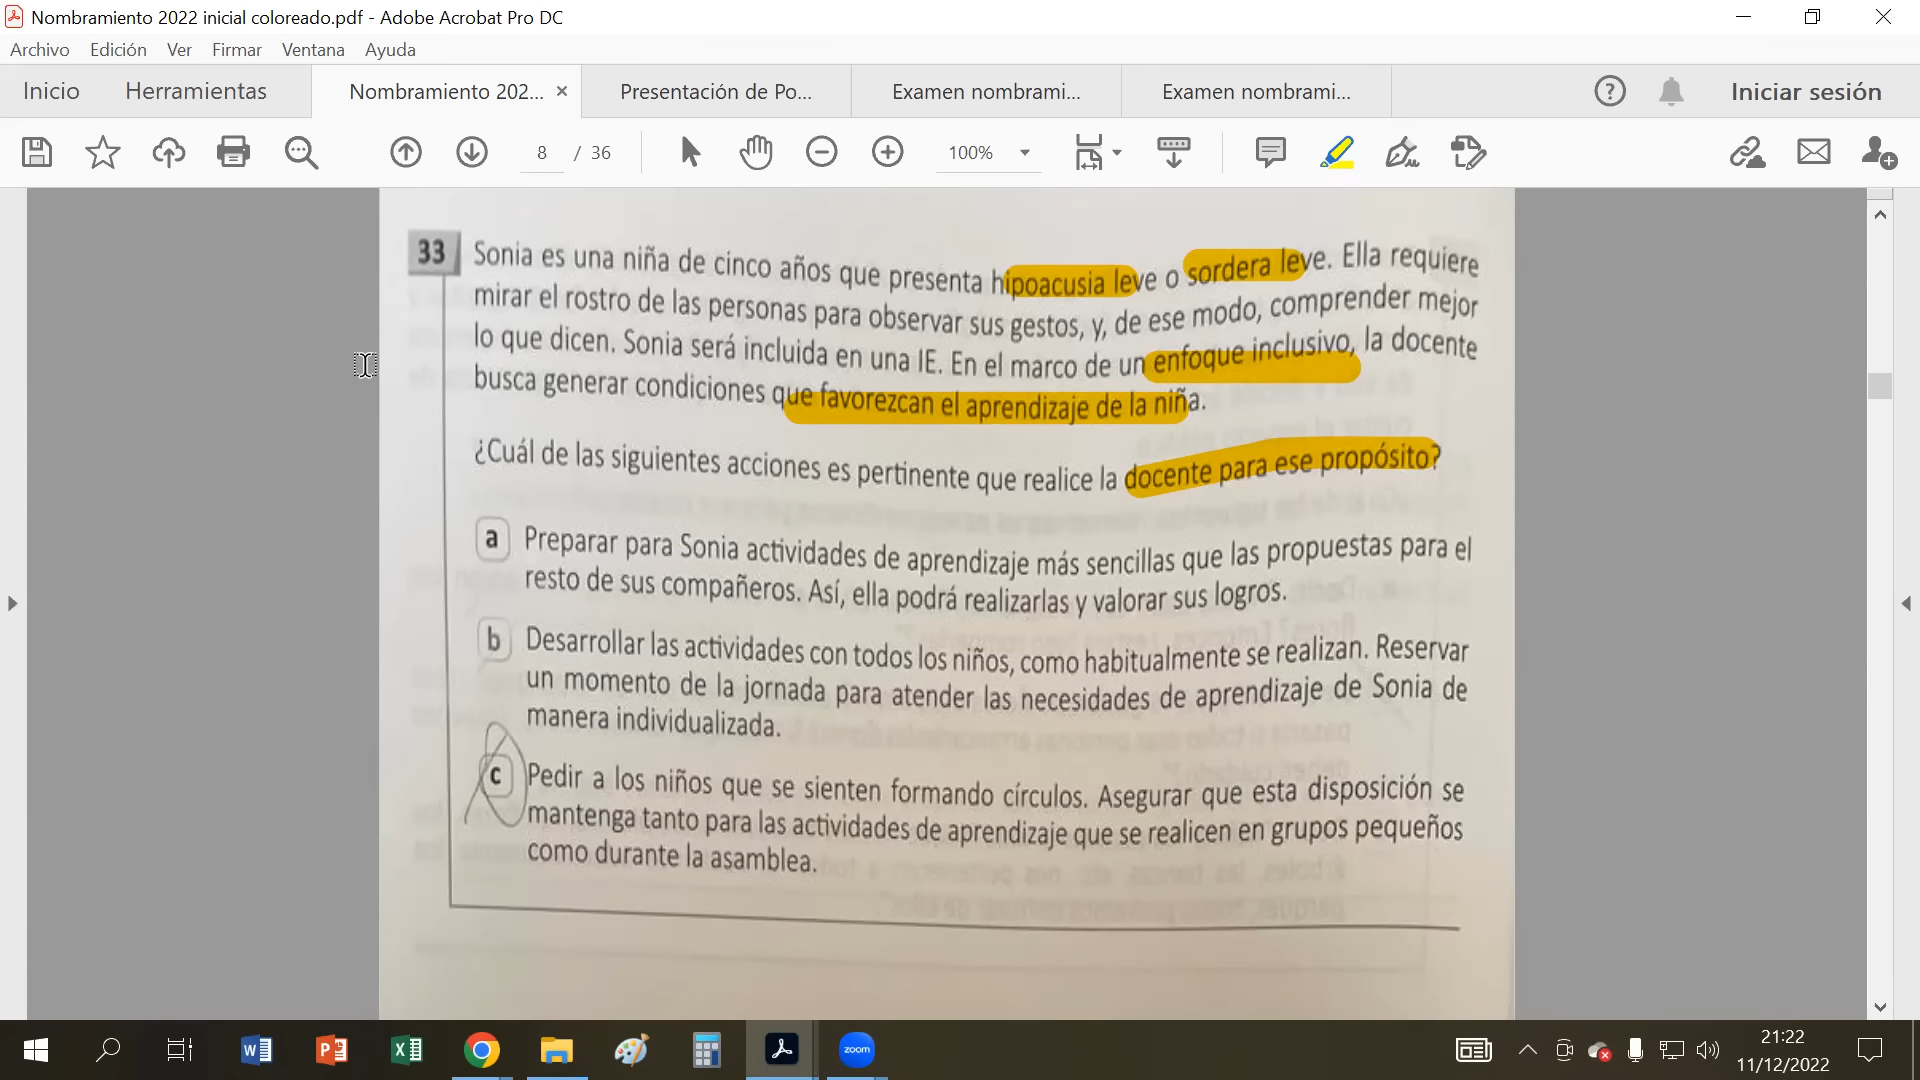 Nombramiento 2022 inicial coloreado.pdf - Adobe Acrobat Pro DC
Archivo Edición Ver Firmar Ventana Ayuda
Inicio Herramientas Nombramiento 202... × Presentación de Po... Examen nombrami... Examen nombrami... Iniciar sesión
8 / 36 100%
33 Sonia es una niña de cinco años que presenta hipoacusia leve o sordera leve. Ella requiere
mirar el rostro de las personas para observar sus gestos, y, de ese modo, comprender mejor
lo que dicen. Sonia será incluida en una IE. En el marco de un enfoque inclusivo, la docente
busca generar condiciones que favorezcan el aprendizaje de la niña.
¿Cuál de las siguientes acciones es pertinente que realice la docente para ese propósito?
a Preparar para Sonia actividades de aprendizaje más sencillas que las propuestas para el
resto de sus compañeros. Así, ella podrá realizarlas y valorar sus logros.
b Desarrollar las actividades con todos los niños, como habitualmente se realizan. Reservar
un momento de la jornada para atender las necesidades de aprendizaje de Sonia de
manera individualizada.
c Pedir a los niños que se sienten formando círculos. Asegurar que esta disposición se
mantenga tanto para las actividades de aprendizaje que se realicen en grupos pequeños
como durante la asamblea.
zoom
21:22
11/12/2022